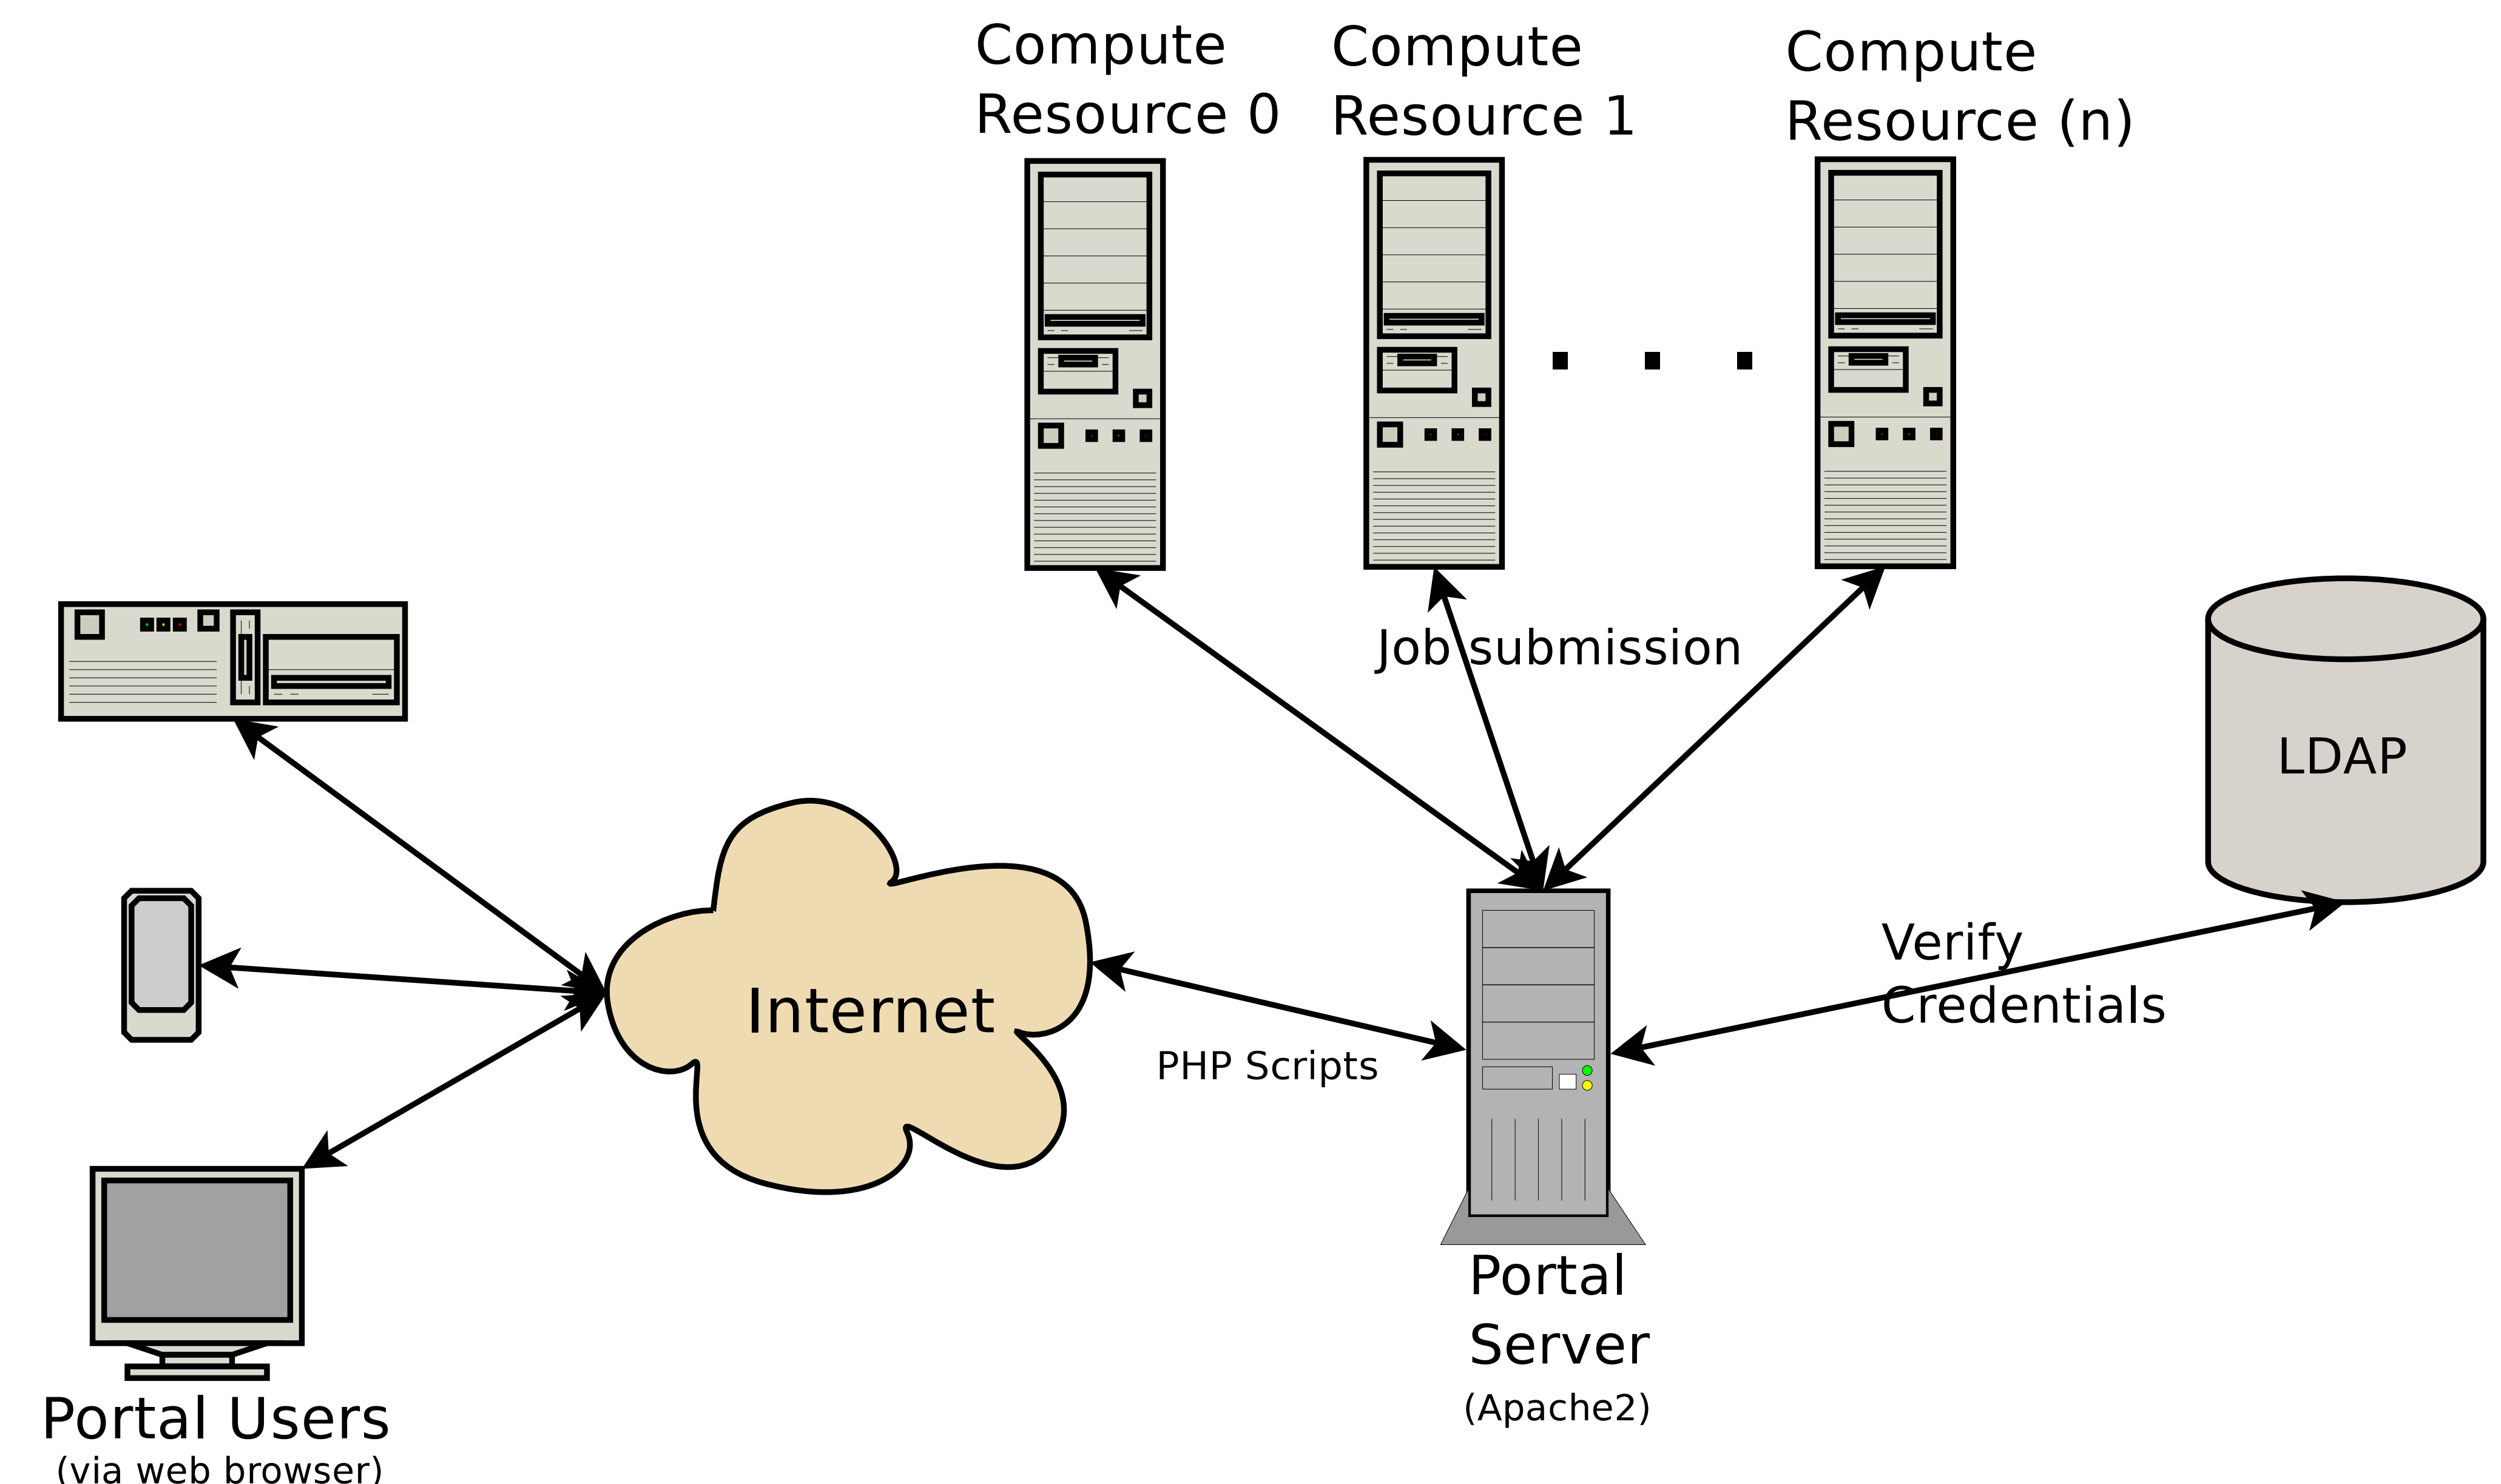 Compute
Resource 0
Compute
Resource 1
Compute
Resource (n)
Job submission
LDAP
Verify
Credentials
Internet
PHP Scripts
Portal
Server
(Apache2)
Portal Users
(via web browser)